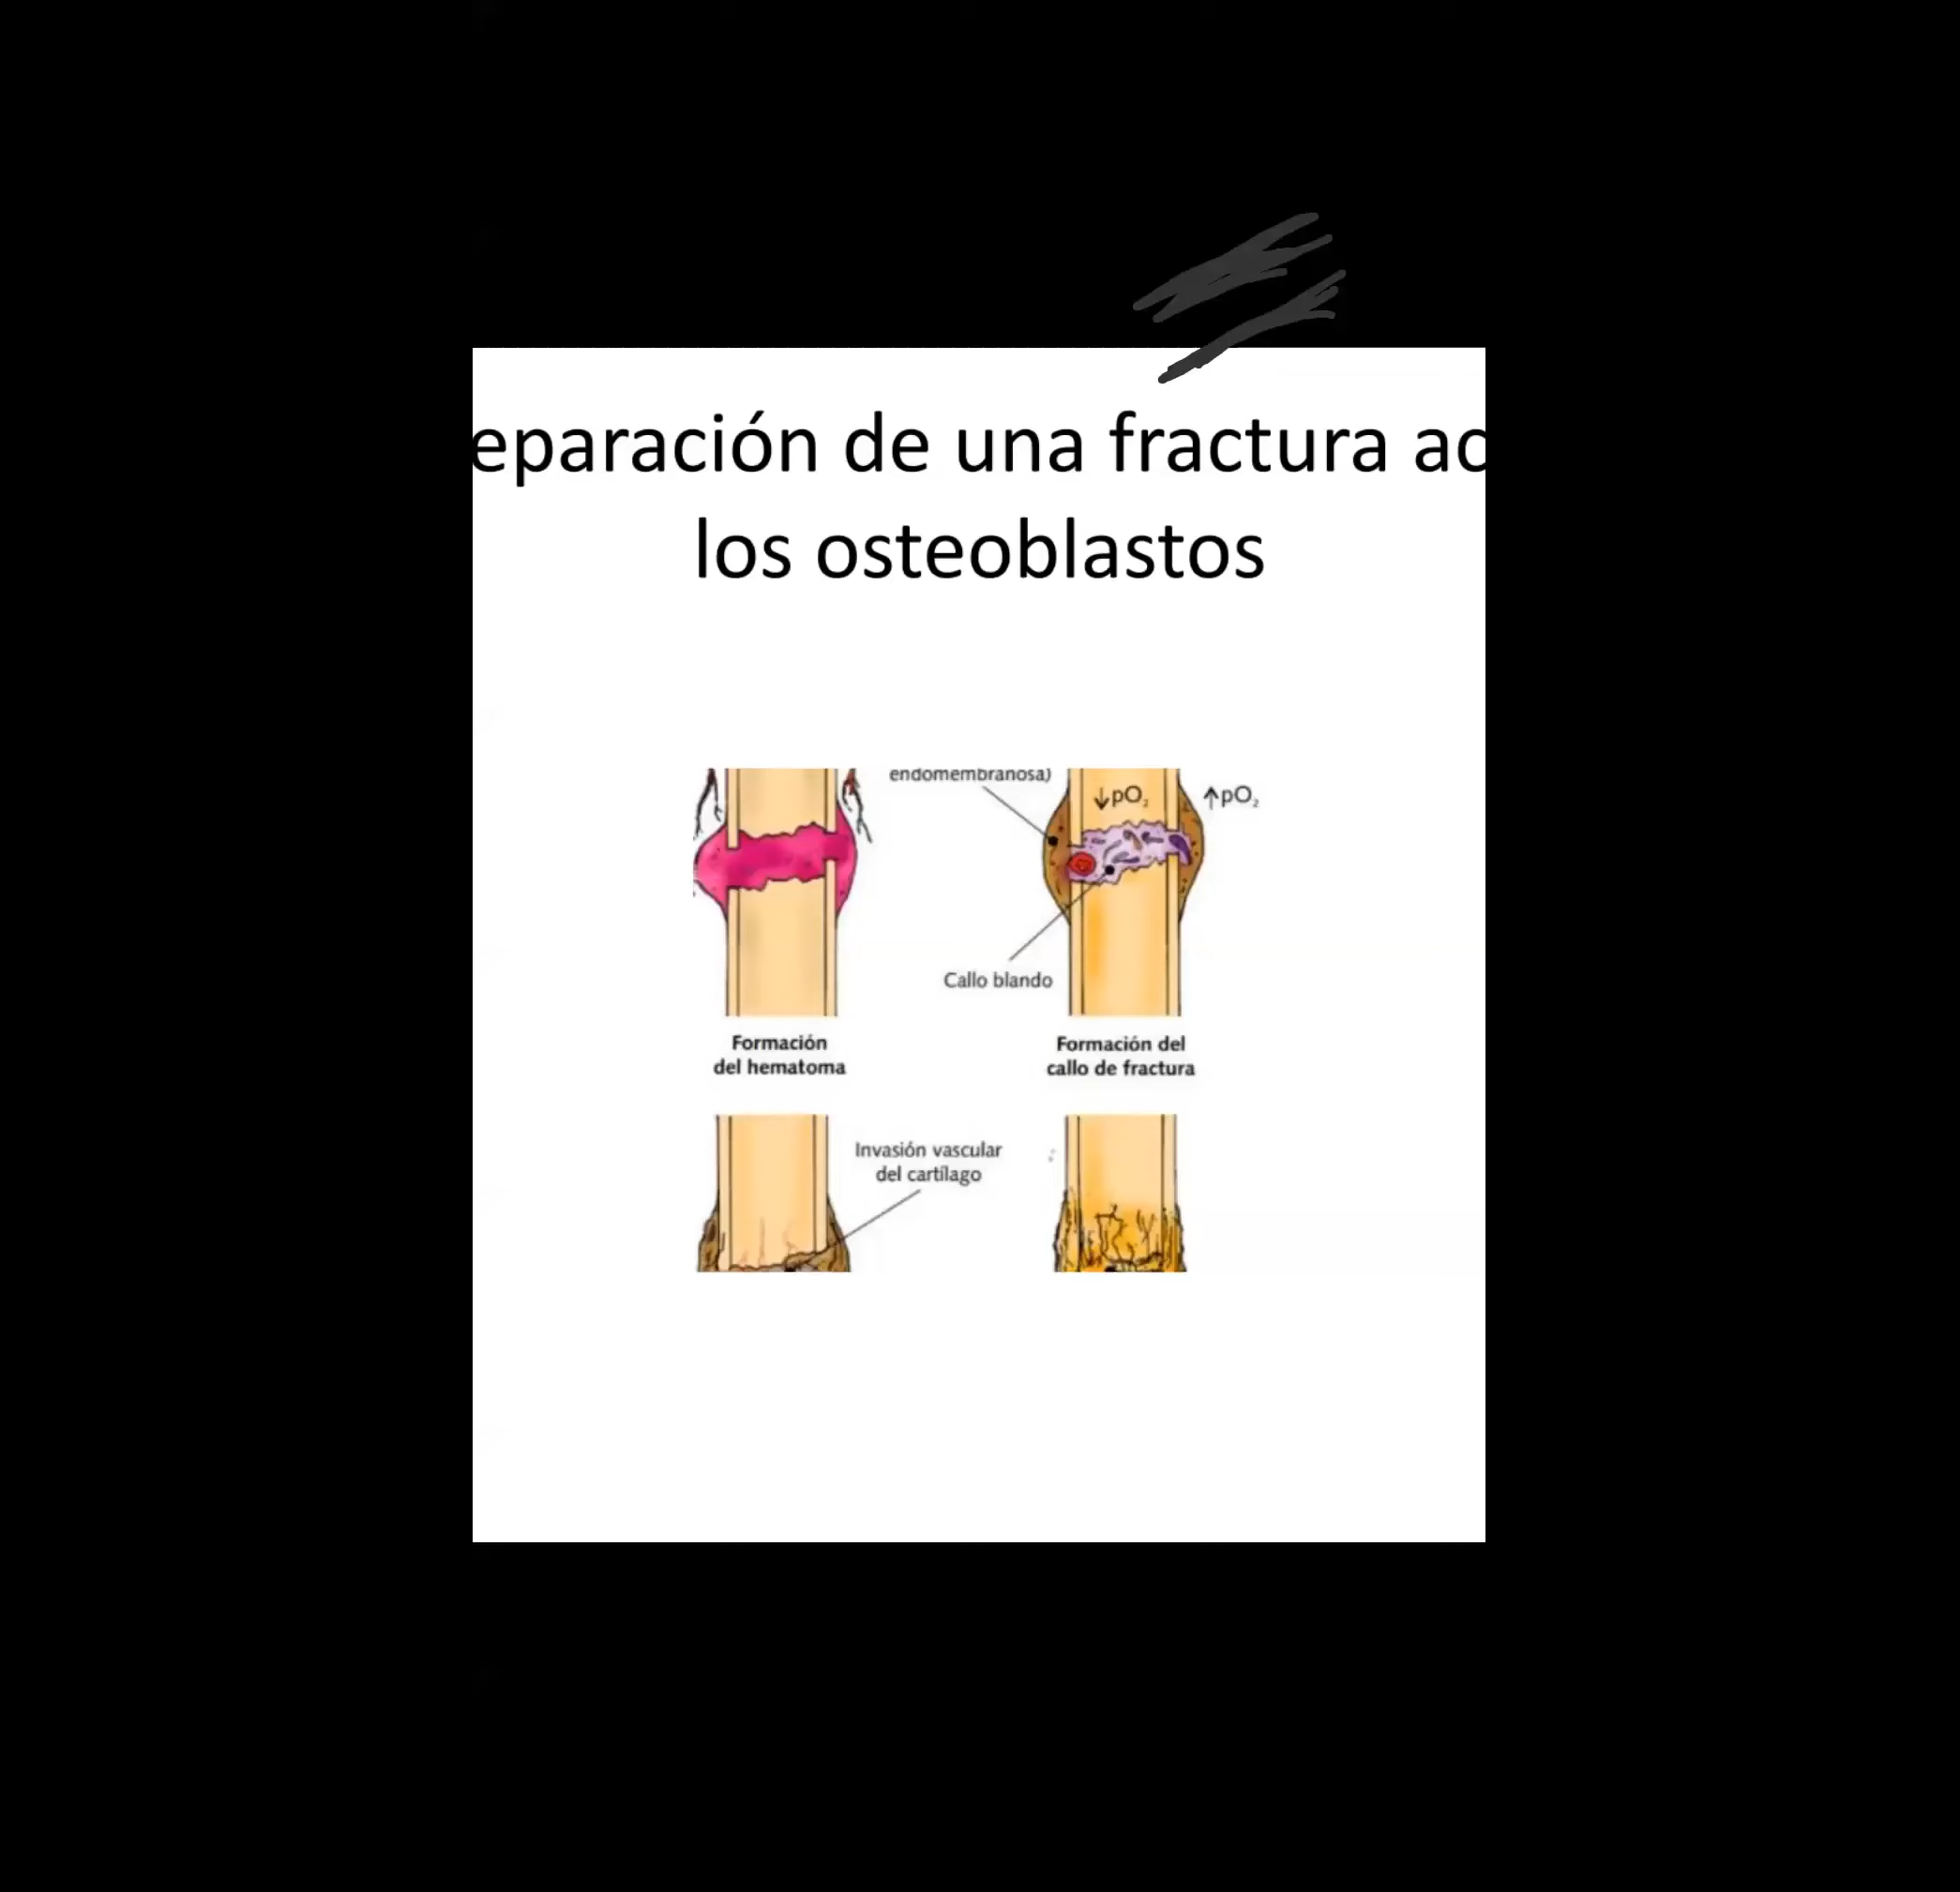 eparación de una fractura ac
los osteoblastos
endomembranosa)
↓pO₂
↑pO₂
Callo blando
Formación
del hematoma
Formación del
callo de fractura
Invasión vascular
del cartílago